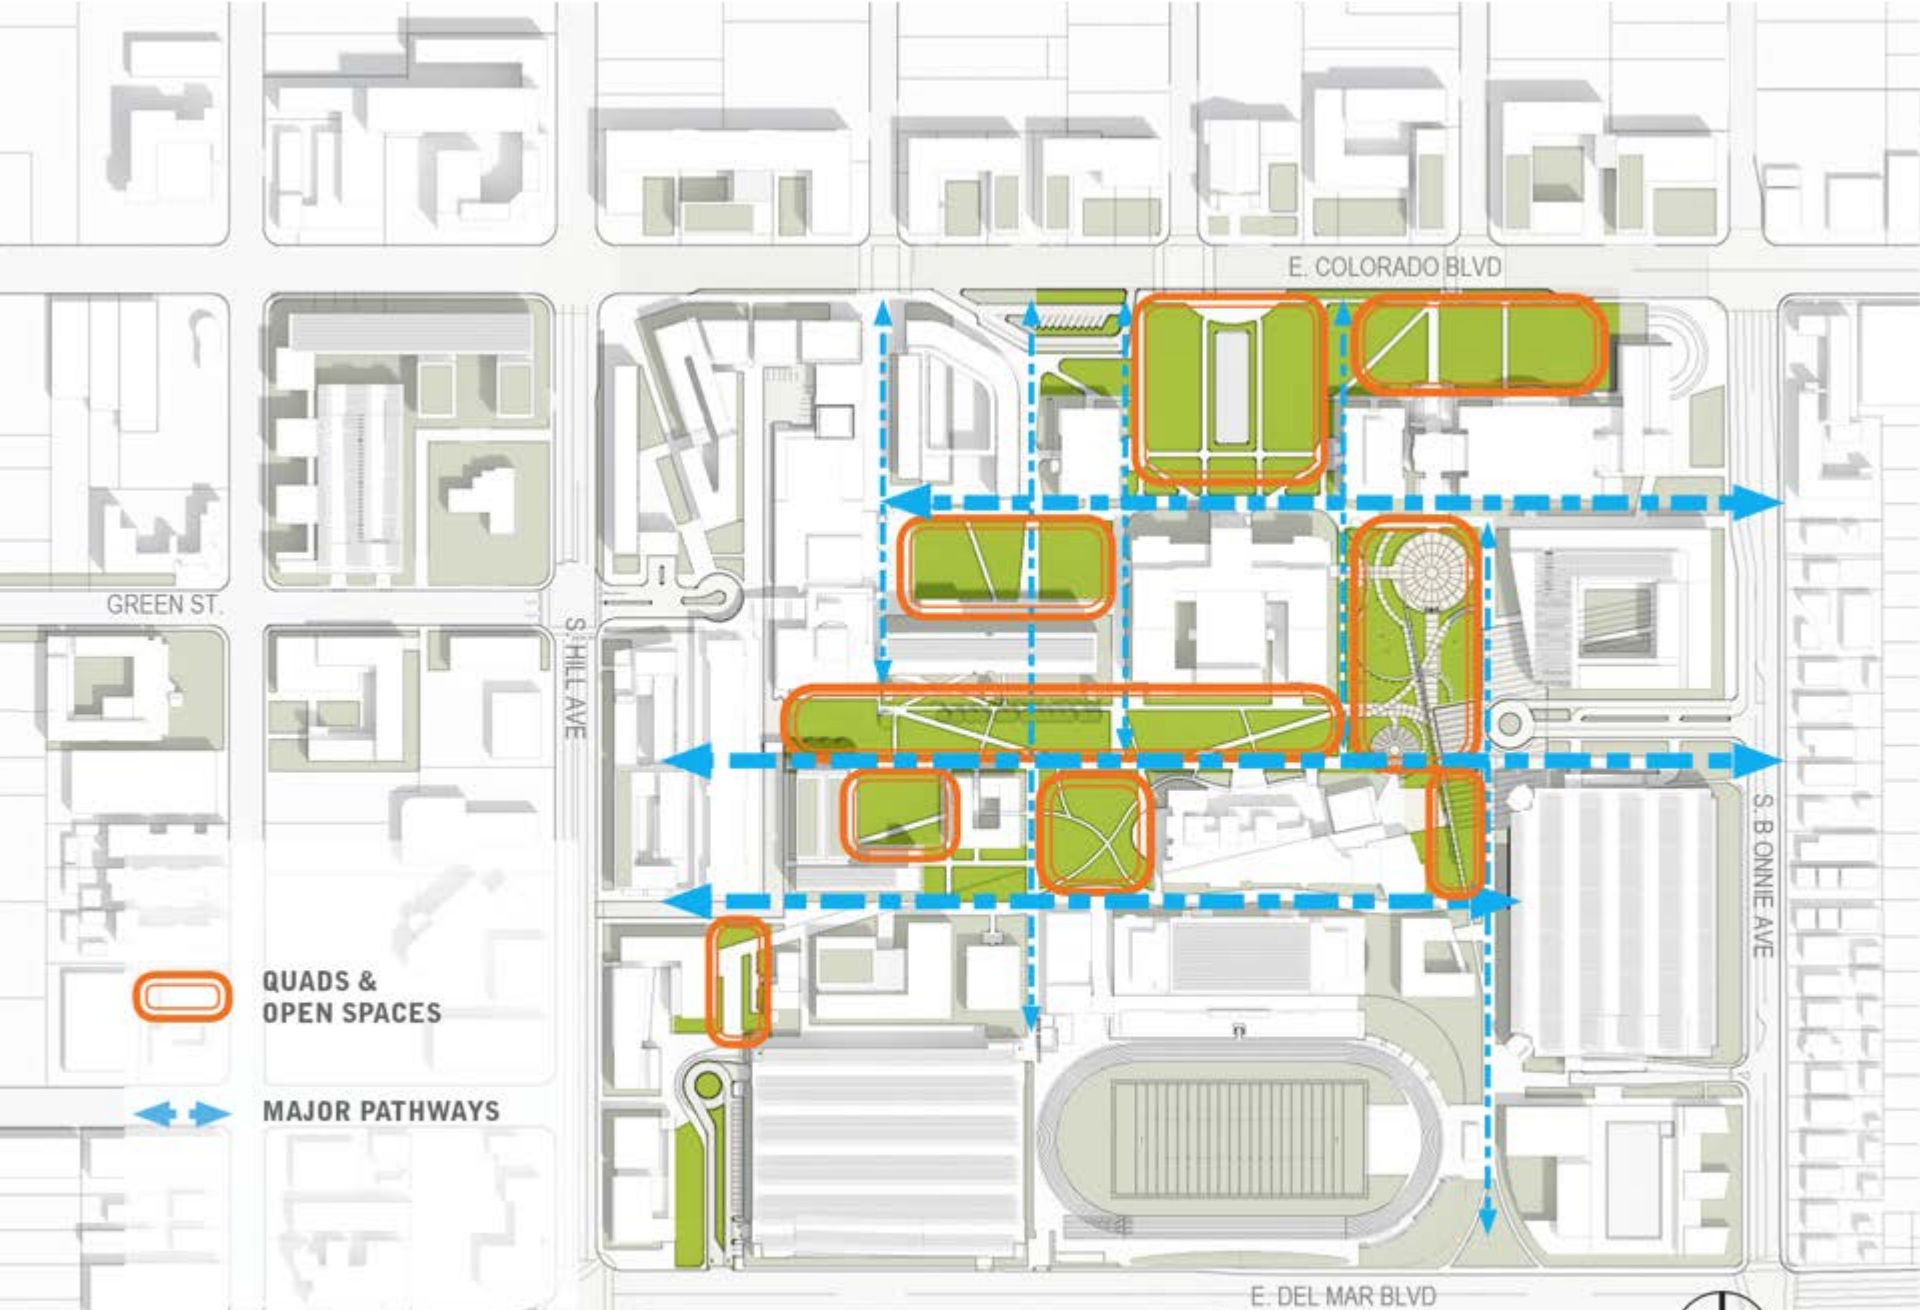 E. COLORADO BLVD
GREEN ST.
S. HILL AVE
S. BONNIE AVE
QUADS &
OPEN SPACES
MAJOR PATHWAYS
E. DEL MAR BLVD